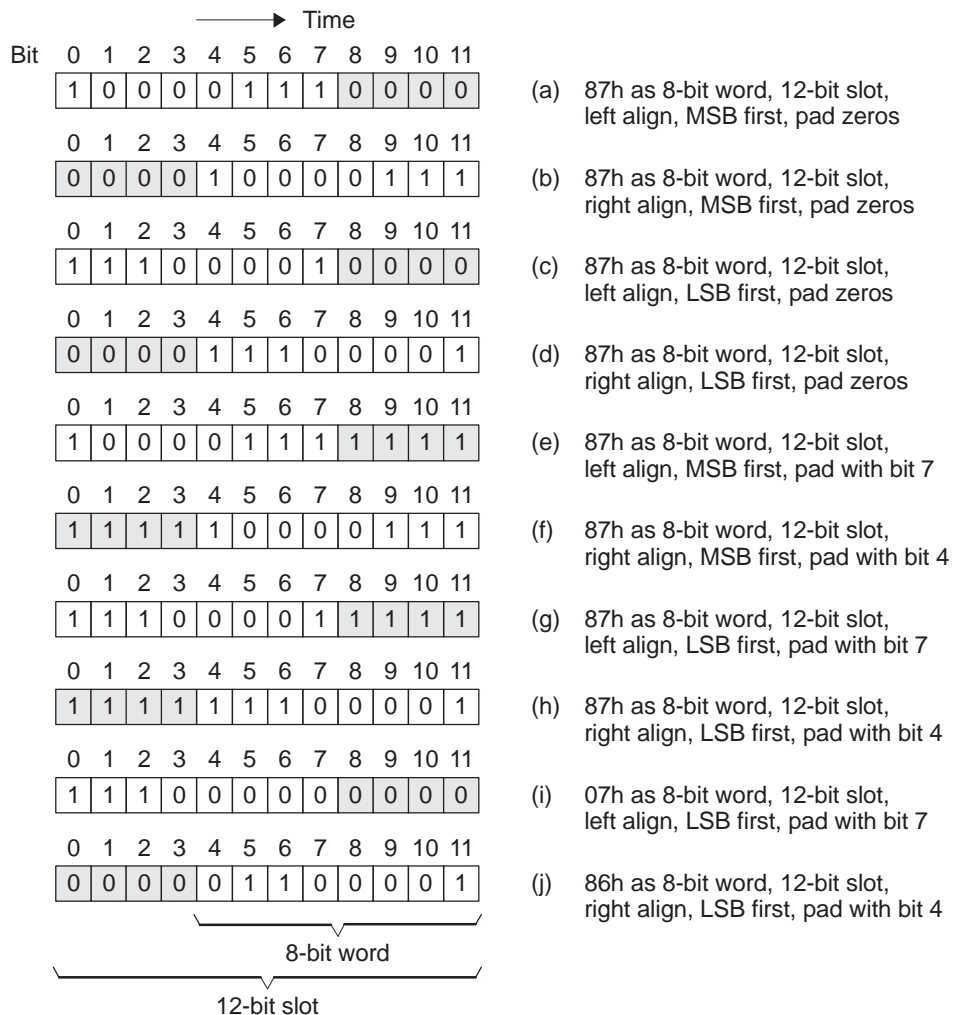 Time
Bit 0 1 2 3 4 5 6 7 8 9 10 11
1 0 0 0 0 1 1 1 0 0 0 0
(a) 87h as 8-bit word, 12-bit slot,
left align, MSB first, pad zeros
0 1 2 3 4 5 6 7 8 9 10 11
0 0 0 0 1 0 0 0 0 1 1 1
(b) 87h as 8-bit word, 12-bit slot,
right align, MSB first, pad zeros
0 1 2 3 4 5 6 7 8 9 10 11
1 1 1 0 0 0 0 1 0 0 0 0
(c) 87h as 8-bit word, 12-bit slot,
left align, LSB first, pad zeros
0 1 2 3 4 5 6 7 8 9 10 11
0 0 0 0 1 1 1 0 0 0 0 1
(d) 87h as 8-bit word, 12-bit slot,
right align, LSB first, pad zeros
0 1 2 3 4 5 6 7 8 9 10 11
1 0 0 0 0 1 1 1 1 1 1 1
(e) 87h as 8-bit word, 12-bit slot,
left align, MSB first, pad with bit 7
0 1 2 3 4 5 6 7 8 9 10 11
1 1 1 1 1 0 0 0 0 1 1 1
(f) 87h as 8-bit word, 12-bit slot,
right align, MSB first, pad with bit 4
0 1 2 3 4 5 6 7 8 9 10 11
1 1 1 0 0 0 0 1 1 1 1 1
(g) 87h as 8-bit word, 12-bit slot,
left align, LSB first, pad with bit 7
0 1 2 3 4 5 6 7 8 9 10 11
1 1 1 1 1 1 1 0 0 0 0 1
(h) 87h as 8-bit word, 12-bit slot,
right align, LSB first, pad with bit 4
0 1 2 3 4 5 6 7 8 9 10 11
1 1 1 0 0 0 0 0 0 0 0 0
(i) 07h as 8-bit word, 12-bit slot,
left align, LSB first, pad with bit 7
0 1 2 3 4 5 6 7 8 9 10 11
0 0 0 0 0 1 1 0 0 0 0 1
(j) 86h as 8-bit word, 12-bit slot,
right align, LSB first, pad with bit 4
8-bit word
12-bit slot